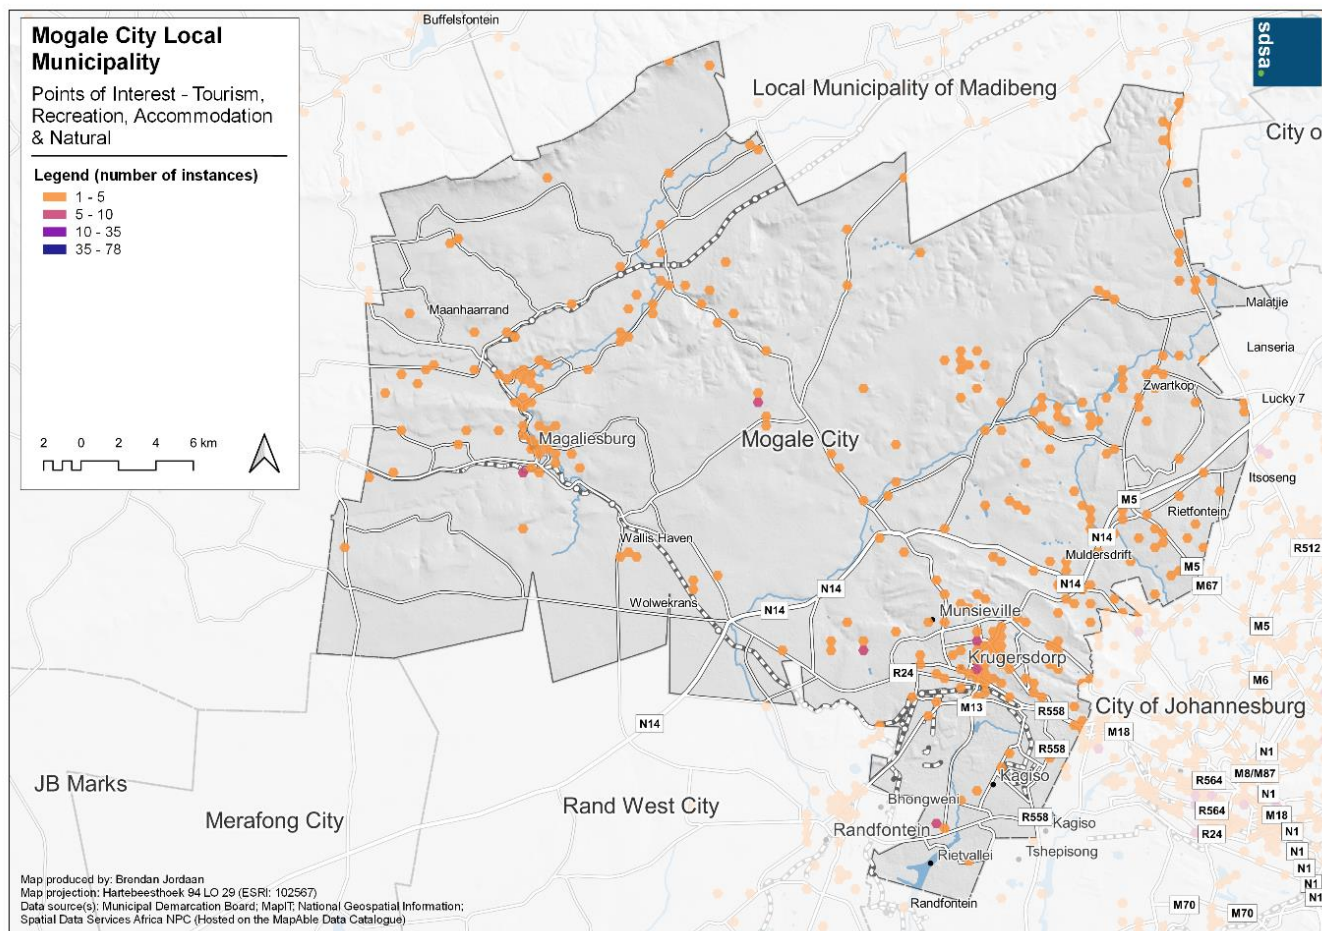 Mogale City Local
Municipality
Points of Interest - Tourism,
Recreation, Accommodation
& Natural
Legend (number of instances)
1 - 5
5 - 10
10 - 35
35 - 78
2 0 2 4 6 km
sdsa.
Buffelsfontein
Local Municipality of Madibeng
City o
Malatjie
Maanhaarrand
Lanseria
Zwartkop
Lucky 7
Magaliesburg
Mogale City
Itsoseng
M5
Rietfontein
Wallis Haven
N14
R512
Muldersdrift
M5
N14
M67
N14
Wolwekrans
N14
Munsieville
M5
Krugersdorp
R24
M6
M13
R558
City of Johannesburg
N14
M18
R558
N1
Kagiso
R564
M8/M87
JB Marks
N1
Bhongweni
Rand West City
R564
M18
Merafong City
R558
Kagiso
Randfontein
R24
N1
Tshepisong
Rietvallei
N1
N1
N1
N1
Randfontein
M70
M70
Map produced by: Brendan Jordaan
Map projection: Hartebeesthoek 94 LO 29 (ESRI: 102567)
Data source(s): Municipal Demarcation Board; MapIT; National Geospatial Information;
Spatial Data Services Africa NPC (Hosted on the MapAble Data Catalogue)